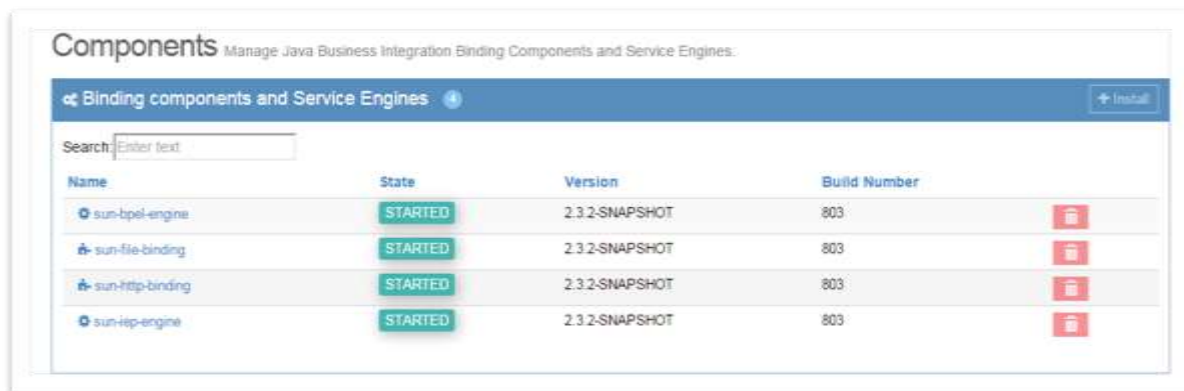 Components Manage Java Business Integration Binding Components and Service Engines.
Binding components and Service Engines 4
+ Install
Search: Enter text
Name State Version Build Number
sun-bpel-engine STARTED 2.3.2-SNAPSHOT 803
sun-file-binding STARTED 2.3.2-SNAPSHOT 803
sun-http-binding STARTED 2.3.2-SNAPSHOT 803
sun-iep-engine STARTED 2.3.2-SNAPSHOT 803